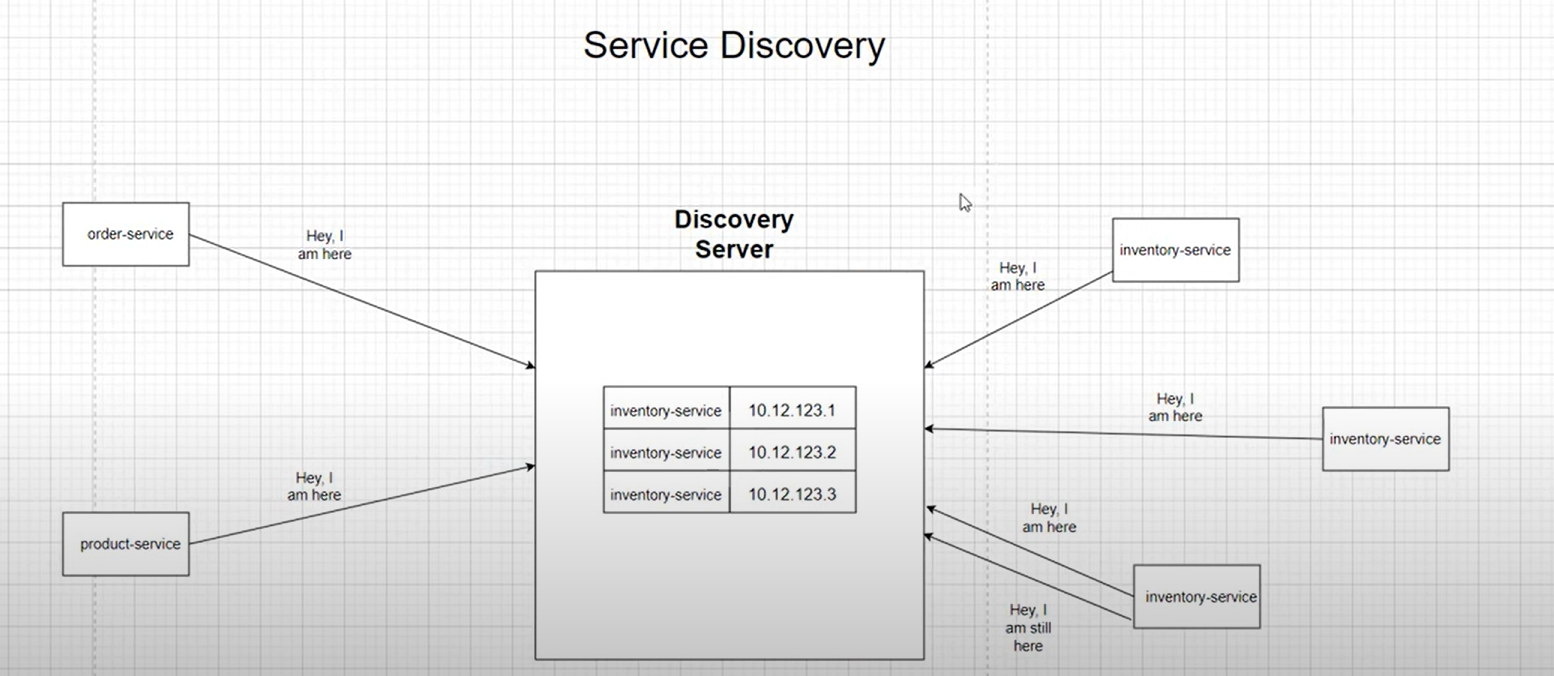 Service Discovery
order-service
Hey, I
am here
Discovery
Server
Hey, I
am here
inventory-service
inventory-service 10.12.123.1
inventory-service 10.12.123.2
inventory-service 10.12.123.3
Hey, I
am here
inventory-service
Hey, I
am here
product-service
Hey, I
am here
inventory-service
Hey, I
am still
here